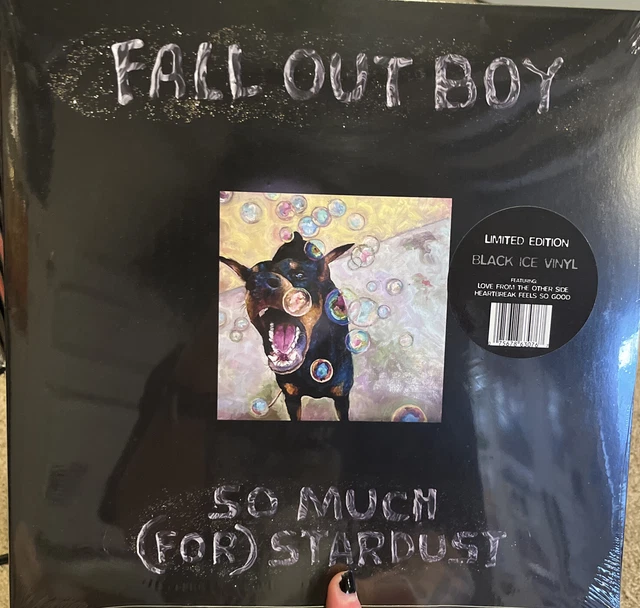 FALL OUT BOY
LIMITED EDITION
BLACK ICE VINYL
FEATURING
LOVE FROM THE OTHER SIDE
HEARTBREAK FEELS SO GOOD
SO MUCH
(FOR) STARDUST